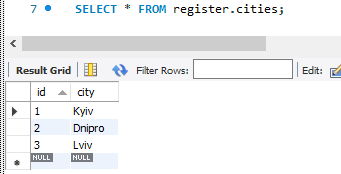 7 SELECT * FROM register.cities;
Result Grid Filter Rows: Edit:
id city
1 Kyiv
2 Dnipro
3 Lviv
NULL NULL